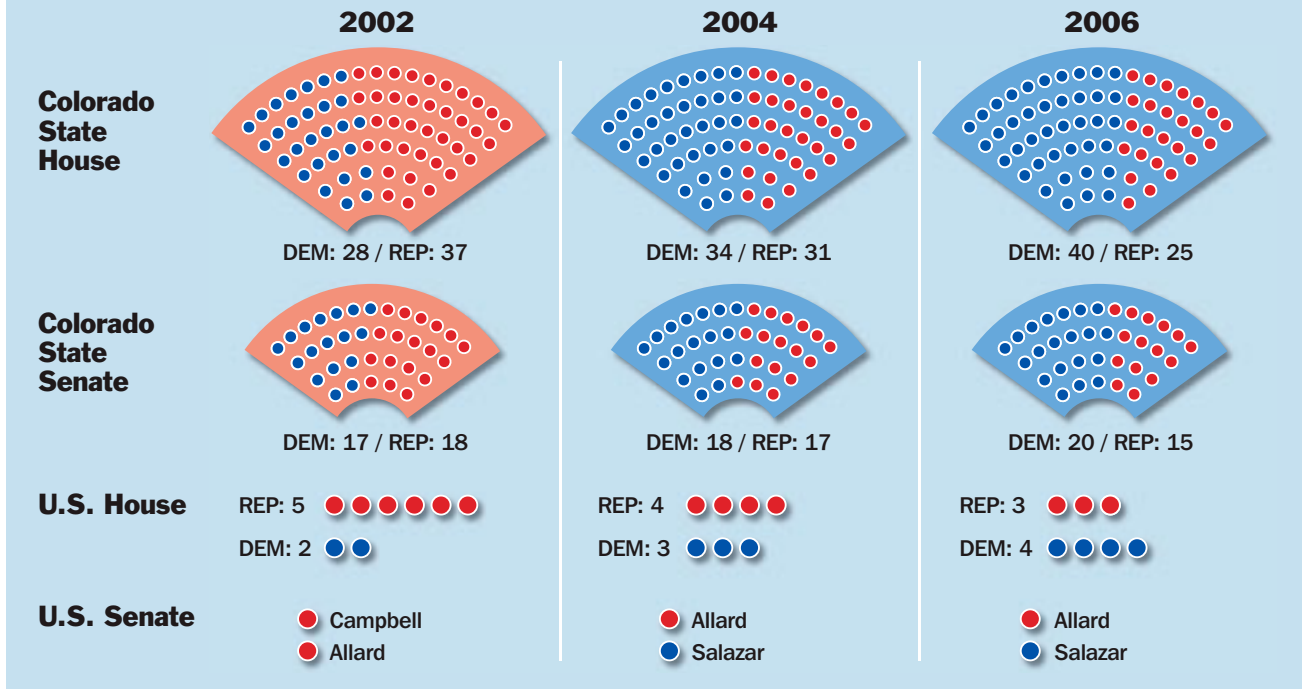 2002
2004
2006
Colorado
State
House
DEM: 28 / REP: 37
DEM: 34 / REP: 31
DEM: 40 / REP: 25
Colorado
State
Senate
DEM: 17 / REP: 18
DEM: 18 / REP: 17
DEM: 20 / REP: 15
U.S. House
REP: 5
REP: 4
REP: 3
DEM: 2
DEM: 3
DEM: 4
U.S. Senate
Campbell
Allard
Allard
Allard
Salazar
Salazar